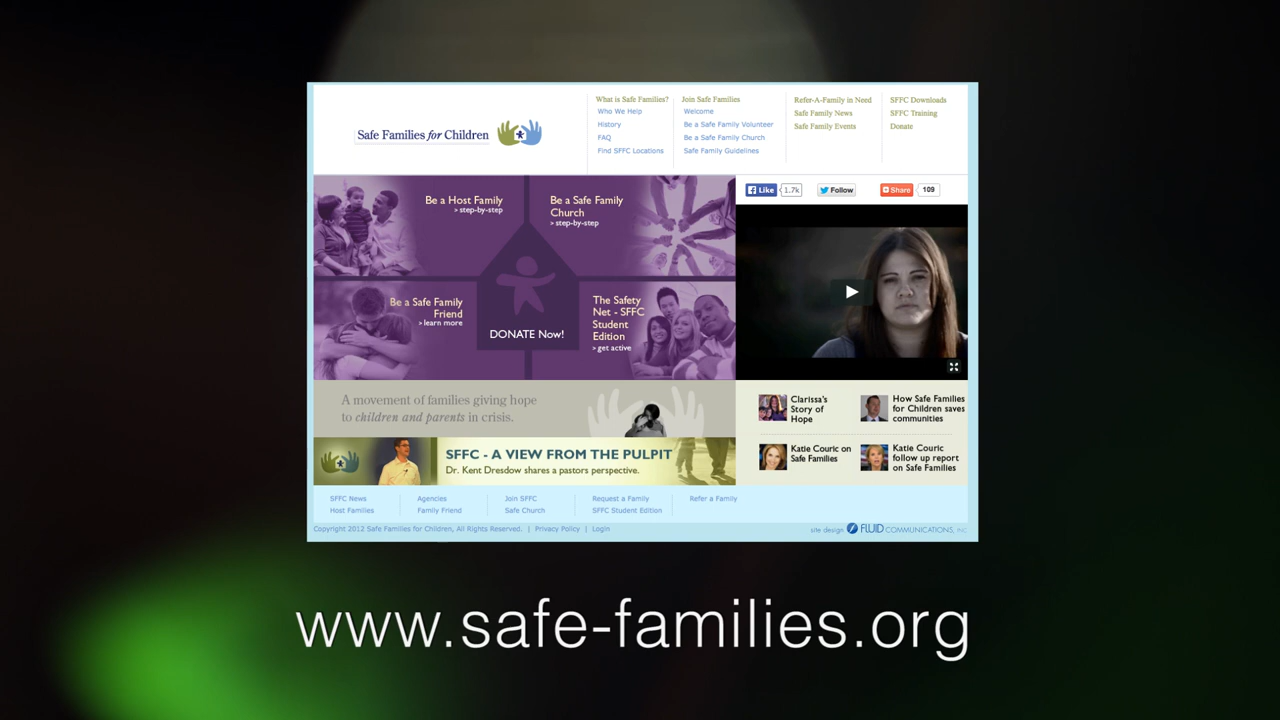 Safe Families for Children
What is Safe Families?
Who We Help
History
FAQ
Find SFFC Locations
Join Safe Families
Welcome
Be a Safe Family Volunteer
Be a Safe Family Church
Safe Family Guidelines
Refer-A-Family in Need
Safe Family News
Safe Family Events
SFFC Downloads
SFFC Training
Donate
Like
1.7k
Follow
Share
109
Be a Host Family
> step-by-step
Be a Safe Family
Church
> step-by-step
Be a Safe Family
Friend
> learn more
DONATE Now!
The Safety
Net - SFFC
Student
Edition
> get active
A movement of families giving hope
to children and parents in crisis.
SFFC - A VIEW FROM THE PULPIT
Dr. Kent Dresdow shares a pastors perspective.
Clarissa's
Story of
Hope
How Safe Families
for Children saves
communities
Katie Couric on
Safe Families
Katie Couric
follow up report
on Safe Families
SFFC News
Host Families
Agencies
Family Friend
Join SFFC
Safe Church
Request a Family
SFFC Student Edition
Refer a Family
Copyright 2012 Safe Families for Children, All Rights Reserved. | Privacy Policy | Login
site design FLUID COMMUNICATIONS, INC
www.safe-families.org